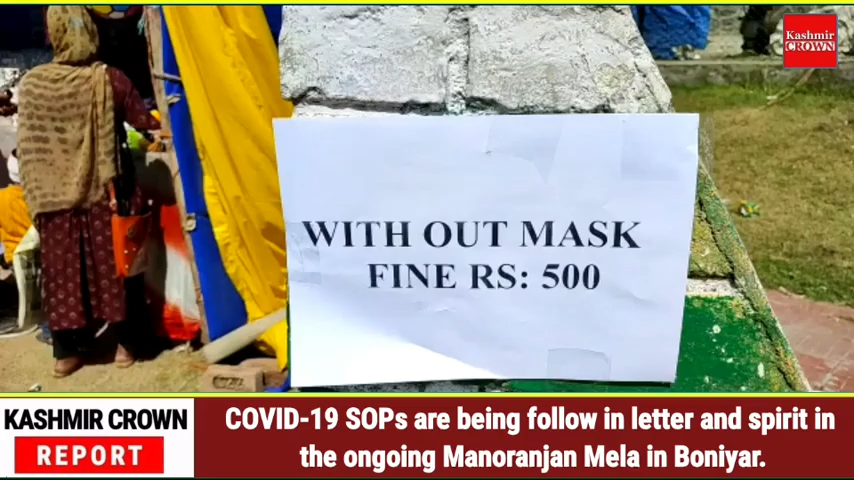 Kashmir
CROWN
WITH OUT MASK
FINE RS: 500
KASHMIR CROWN
REPORT
COVID-19 SOPs are being follow in letter and spirit in
the ongoing Manoranjan Mela in Boniyar.